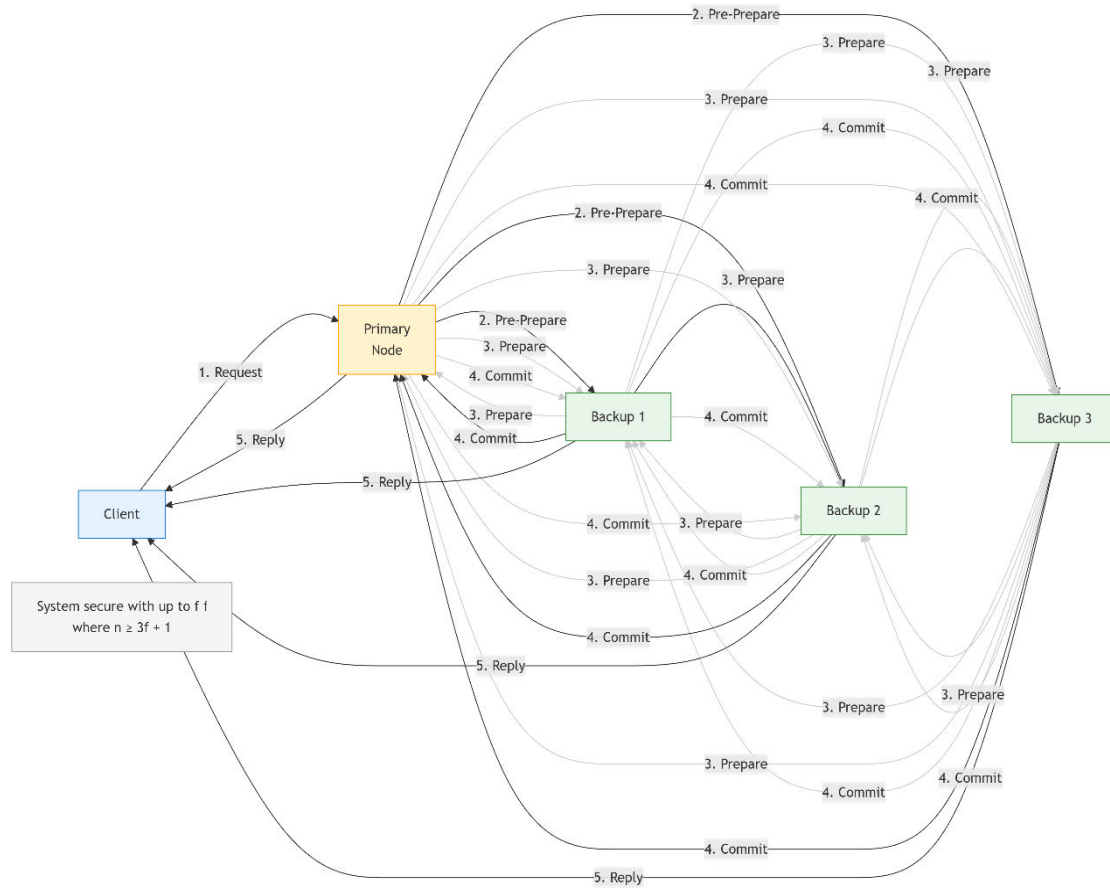 2. Pre-Prepare
3. Prepare
3. Prepare
3. Prepare
4. Commit
4. Commit
4. Commit
2. Pre-Prepare
3. Prepare
3. Prepare
2. Pre-Prepare
Primary
Node
3. Prepare
1. Request
4. Commit
3. Prepare
Backup 1
4. Commit
Backup 3
4. Commit
5. Reply
5. Reply
Client
Backup 2
4. Commit
3. Prepare
4. Commit
3. Prepare
System secure with up to f f
where n ≥ 3f + 1
4. Commit
5. Reply
3. Prepare
3. Prepare
3. Prepare
4. Commit
4. Commit
4. Commit
5. Reply